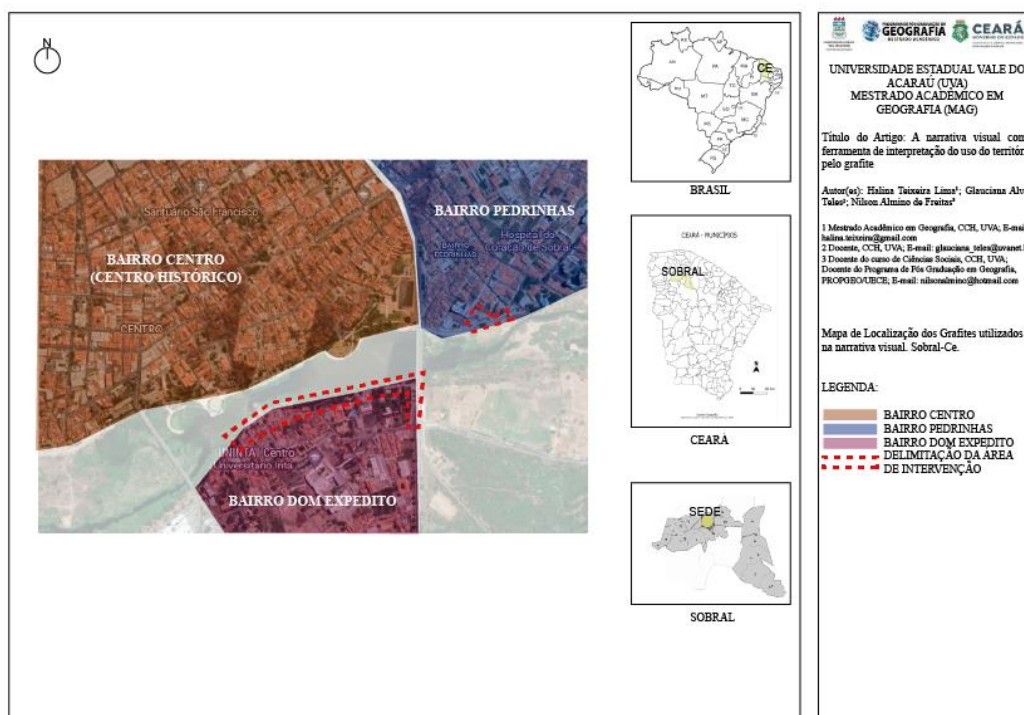 N
Santuário São Francisco
BAIRRO CENTRO
(CENTRO HISTÓRICO)
CENTRO
BAIRRO PEDRINHAS
Hospital do
Coração de Sobral
BAIRRO
PEDRINHAS
UNINTA Centro
Universitário Inta
BAIRRO DOM EXPEDITO
CE
BRASIL
CEARÁ - MUNICÍPIOS
SOBRAL
N
CEARÁ
SEDE
SOBRAL
GEOGRAFIA
MESTRADO ACADÊMICO
CEARÁ
UNIVERSIDADE ESTADUAL VALE DO
ACARAÚ (UVA)
MESTRADO ACADÊMICO EM
GEOGRAFIA (MAG)
Título do Artigo: A narrativa visual com
ferramenta de interpretação do uso do territór
pelo grafite
Autor(es): Halina Teixeira Lima¹; Glauciana Alv
Teles²; Nilson Almino de Freitas³
1 Mestrado Acadêmico em Geografia, CCH, UVA; E-mai
halina.teixeira@gmail.com
2 Docente, CCH, UVA; E-mail: glauciana_teles@uvanet.
3 Docente do curso de Ciências Sociais, CCH, UVA;
Docente do Programa de Pós Graduação em Geografia,
PROPGEO/UECE; E-mail: nilsonalmino@hotmail.com
Mapa de Localização dos Grafites utilizados
na narrativa visual. Sobral-Ce.
LEGENDA:
BAIRRO CENTRO
BAIRRO PEDRINHAS
BAIRRO DOM EXPEDITO
DELIMITAÇÃO DA ÁREA
DE INTERVENÇÃO